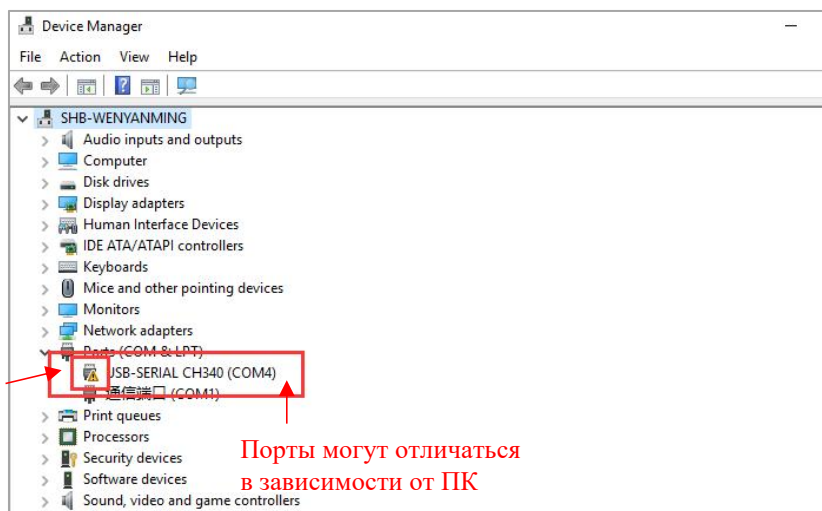 Device Manager
File Action View Help
SHB-WENYANMING
Audio inputs and outputs
Computer
Disk drives
Display adapters
Human Interface Devices
IDE ATA/ATAPI controllers
Keyboards
Mice and other pointing devices
Monitors
Network adapters
Ports (COM & LPT)
USB-SERIAL CH340 (COM4)
通信端口 (COM1)
Print queues
Processors
Security devices
Software devices
Sound, video and game controllers
Порты могут отличаться
в зависимости от ПК